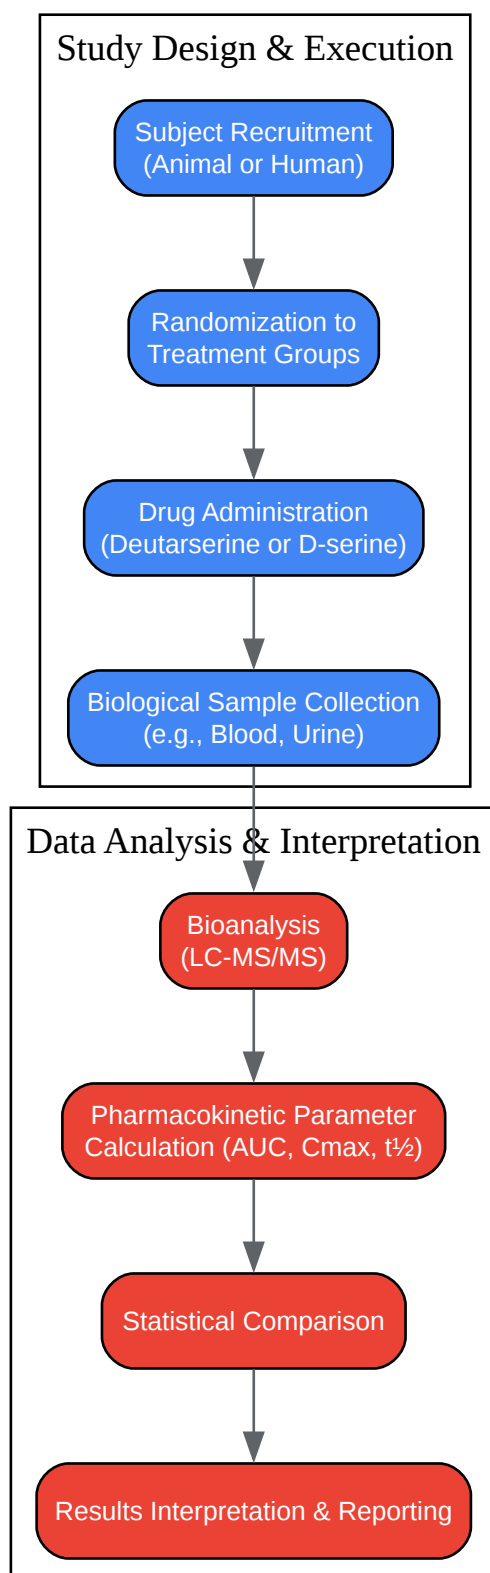 Study Design & Execution
Subject Recruitment
(Animal or Human)
Randomization to
Treatment Groups
Drug Administration
(Deutarserine or D-serine)
Biological Sample Collection
(e.g., Blood, Urine)
Data Analysis & Interpretation
Bioanalysis
(LC-MS/MS)
Pharmacokinetic Parameter
Calculation (AUC, Cmax, t½)
Statistical Comparison
Results Interpretation & Reporting